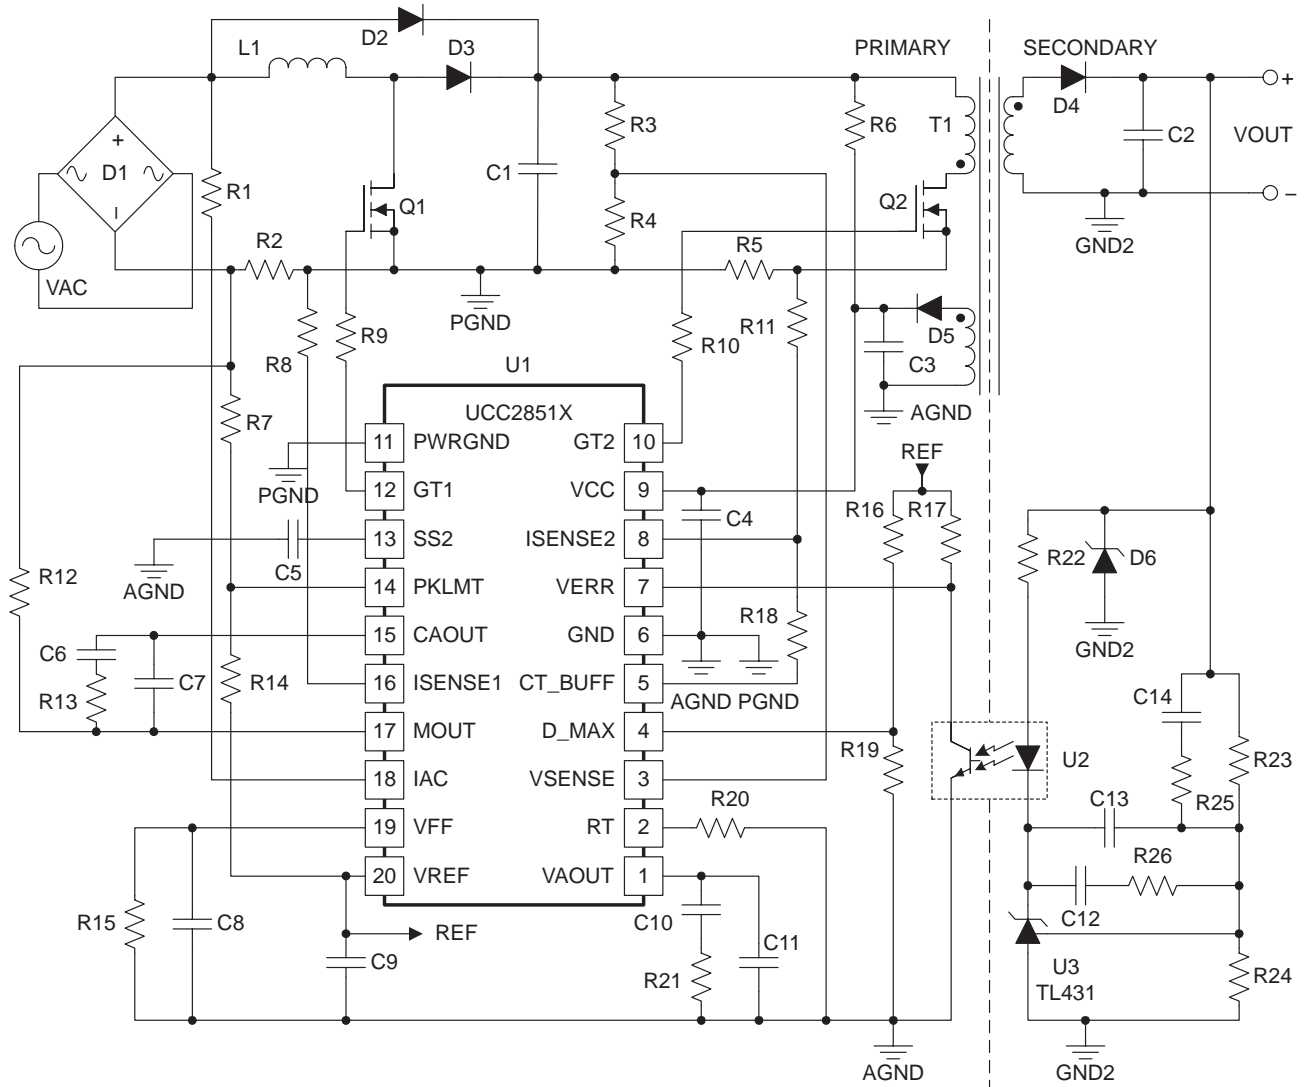 D2
L1
D3
PRIMARY
SECONDARY
D4
+
D1
R1
R3
R6
T1
C2
VOUT
C1
Q1
Q2
R4
−
R2
R5
GND2
VAC
PGND
R9
R8
R10
R11
D5
C3
U1
AGND
UCC2851X
R7
REF
11 PWRGND
GT2 10
PGND
12 GT1
VCC 9
C4
R16
R17
13 SS2
ISENSE2 8
C5
AGND
R12
14 PKLMT
VERR 7
R22
D6
15 CAOUT
GND 6
R18
GND2
C6
C7
R14
16 ISENSE1
CT_BUFF 5
AGND PGND
R13
C14
17 MOUT
D_MAX 4
R19
U2
R23
18 IAC
VSENSE 3
R20
C13
R25
19 VFF
RT 2
R26
20 VREF
VAOUT 1
C12
R15
C8
REF
C10
C11
C9
R21
U3
TL431
R24
AGND
GND2